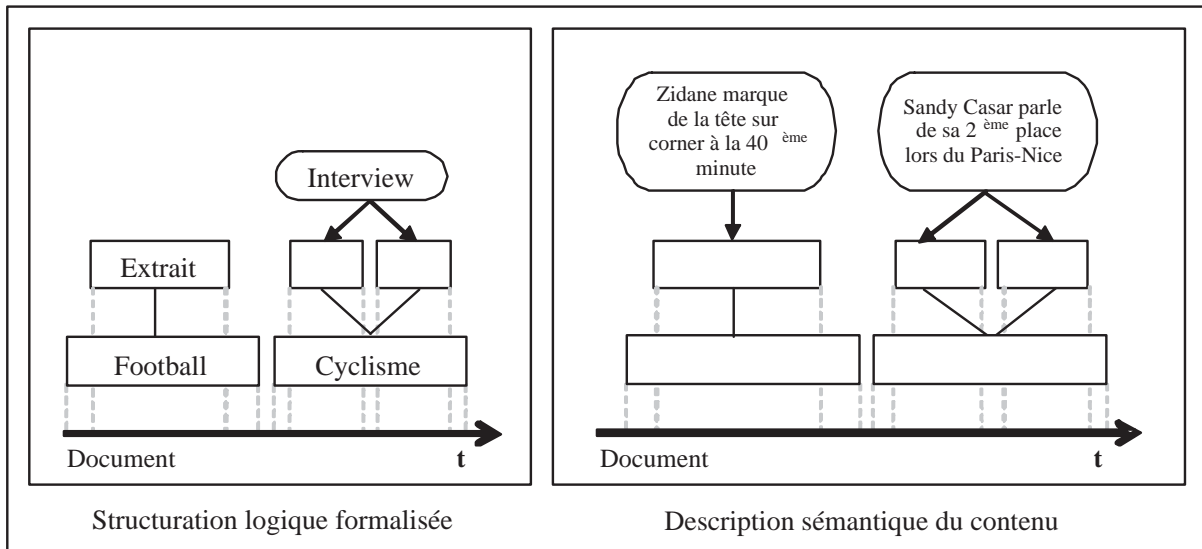 Interview
Extrait
Football
Cyclisme
Document
t
Structuration logique formalisée
Zidane marque
de la tête sur
corner à la 40 ème
minute
Sandy Casar parle
de sa 2 ème place
lors du Paris-Nice
Document
t
Description sémantique du contenu